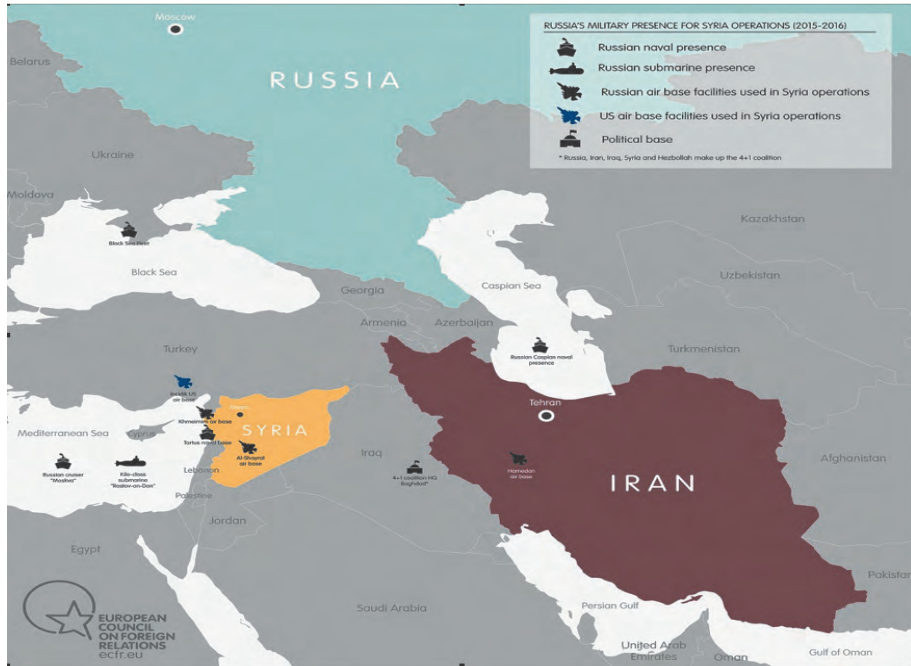 Moscow
RUSSIA'S MILITARY PRESENCE FOR SYRIA OPERATIONS (2015-2016)
Russian naval presence
Russian submarine presence
Russian air base facilities used in Syria operations
US air base facilities used in Syria operations
Political base
* Russia, Iran, Iraq, Syria and Hezbollah make up the 4+1 coalition
Belarus
RUSSIA
Ukraine
Moldova
Kazakhstan
Black Sea fleet
Black Sea
Uzbekistan
Caspian Sea
Georgia
Armenia
Azerbaijan
Turkey
Russian Caspian naval
presence
Turkmenistan
Incirlik US
air base
Tehran
Khmeimim air base
SYRIA
Mediterranean Sea
Cyprus
Tartus naval base
Al-Shayrat
air base
Iraq
Afghanistan
Lebanon
Russian cruiser
"Moskva"
Kilo-class
submarine
"Rostov-on-Don"
4+1 coalition HQ
Baghdad*
Hamedan
air base
IRAN
Palestine
Jordan
Egypt
Pakistan
Saudi Arabia
Persian Gulf
EUROPEAN
COUNCIL
ON FOREIGN
RELATIONS
ecfr.eu
United Arab
Emirates
Oman
Gulf of Oman